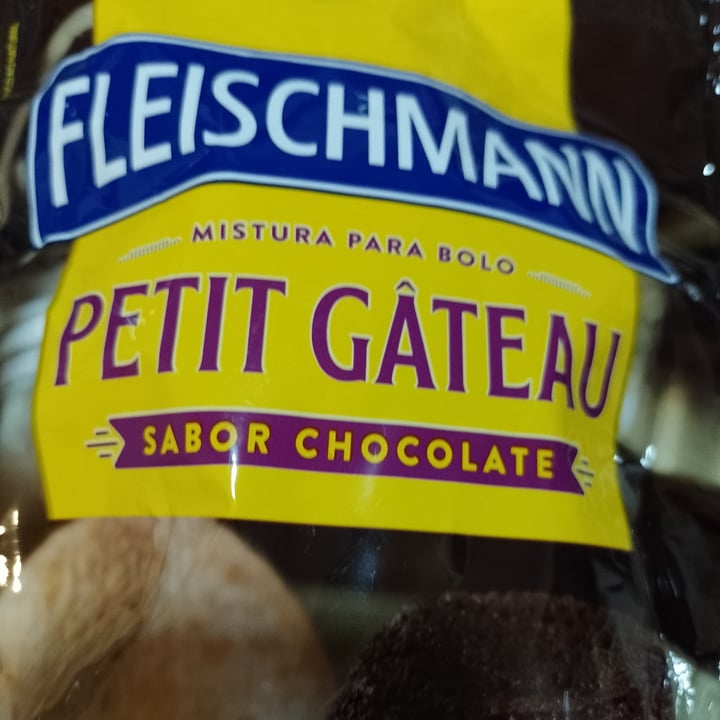 FLEISCHMANN
MISTURA PARA BOLO
PETIT GÂTEAU
SABOR CHOCOLATE